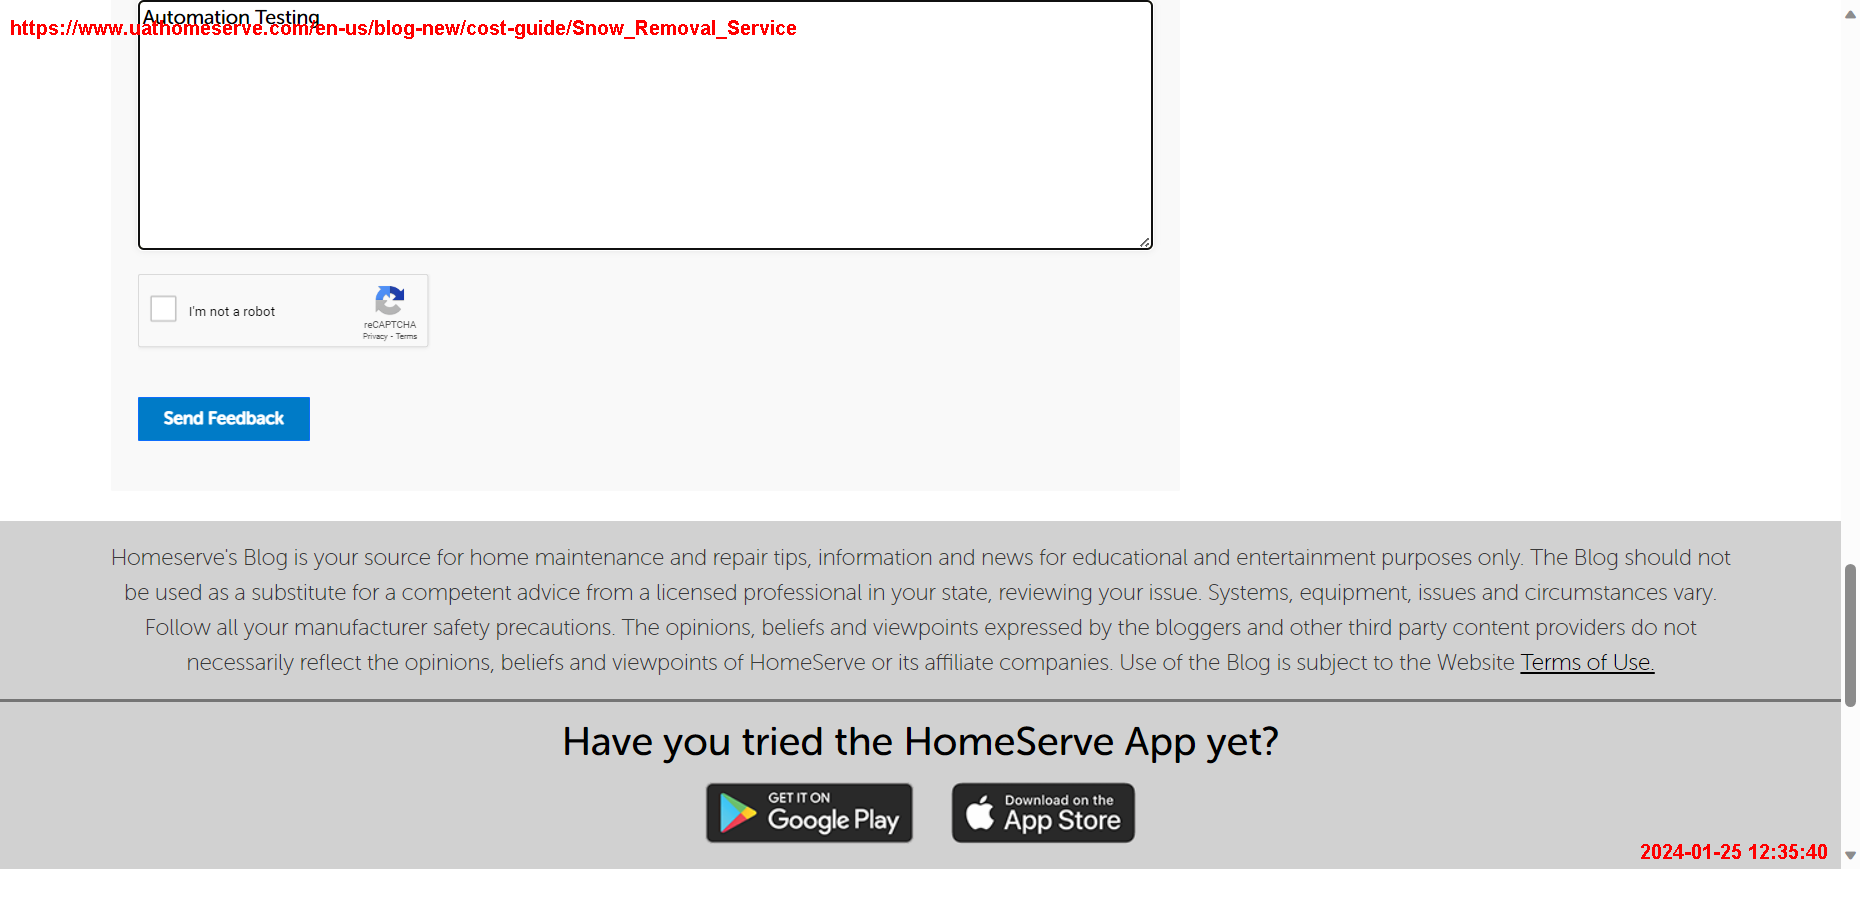 Automation Testing
https://www.uathomeserve.com/en-us/blog-new/cost-guide/Snow_Removal_Service
I'm not a robot
reCAPTCHA
Privacy - Terms
Send Feedback
Homeserve's Blog is your source for home maintenance and repair tips, information and news for educational and entertainment purposes only. The Blog should not
be used as a substitute for a competent advice from a licensed professional in your state, reviewing your issue. Systems, equipment, issues and circumstances vary.
Follow all your manufacturer safety precautions. The opinions, beliefs and viewpoints expressed by the bloggers and other third party content providers do not
necessarily reflect the opinions, beliefs and viewpoints of HomeServe or its affiliate companies. Use of the Blog is subject to the Website Terms of Use.
Have you tried the HomeServe App yet?
GET IT ON
Google Play
Download on the
App Store
2024-01-25 12:35:40